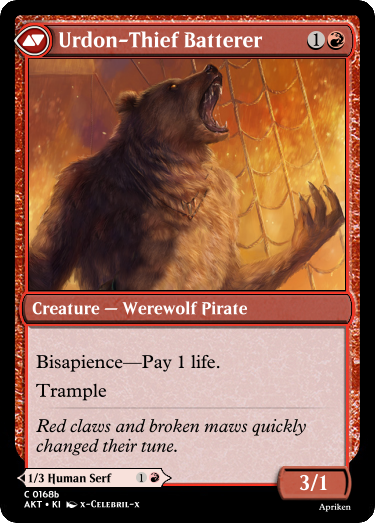 Urdon-Thief Batterer 1
Creature — Werewolf Pirate
Bisapience—Pay 1 life.
Trample
Red claws and broken maws quickly
changed their tune.
1/3 Human Serf 1
3/1
C 0168b
AKT • KI x-Celebril-x
Apriken